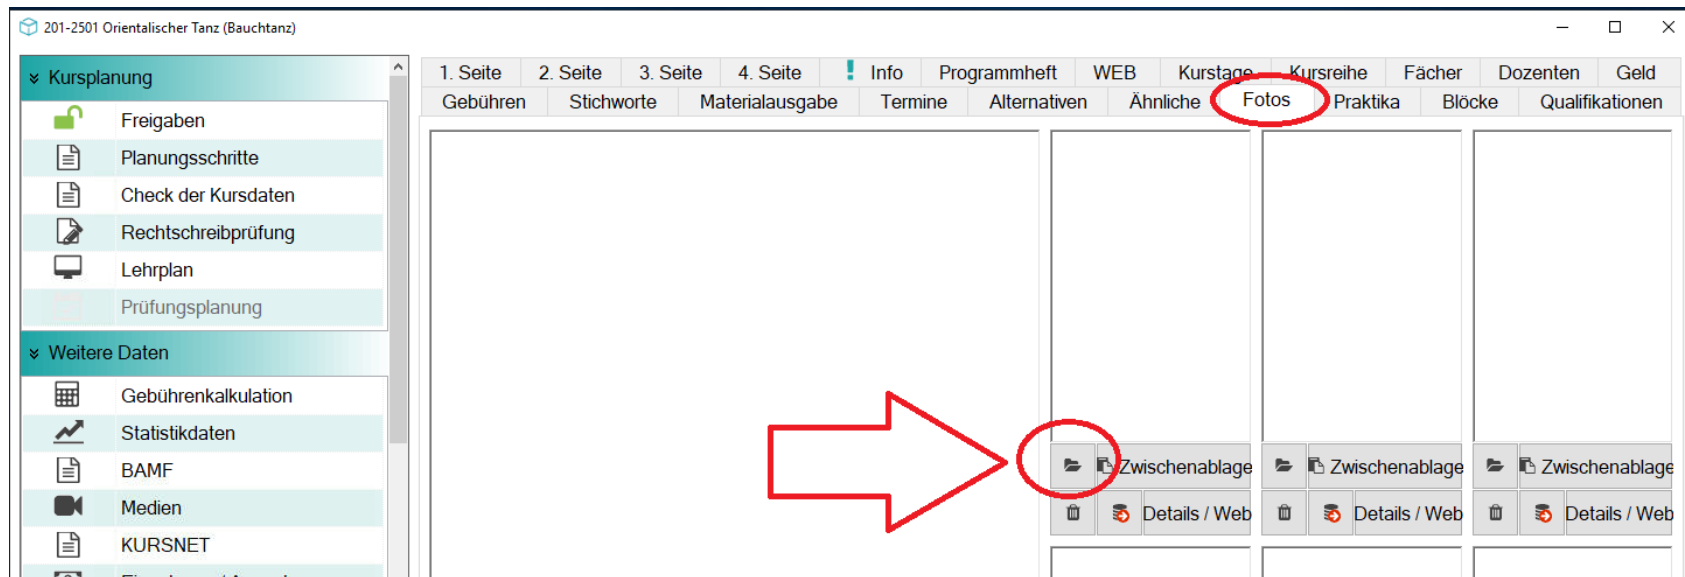 201-2501 Orientalischer Tanz (Bauchtanz)
Kursplanung
Freigaben
Planungsschritte
Check der Kursdaten
Rechtschreibprüfung
Lehrplan
Prüfungsplanung
Weitere Daten
Gebührenkalkulation
Statistikdaten
BAMF
Medien
KURSNET
1. Seite 2. Seite 3. Seite 4. Seite ! Info Programmheft WEB Kurstage Kursreihe Fächer Dozenten Geld
Gebühren Stichworte Materialausgabe Termine Alternativen Ähnliche Fotos Praktika Blöcke Qualifikationen
Zwischenablage Zwischenablage Zwischenablage
Details / Web Details / Web Details / Web